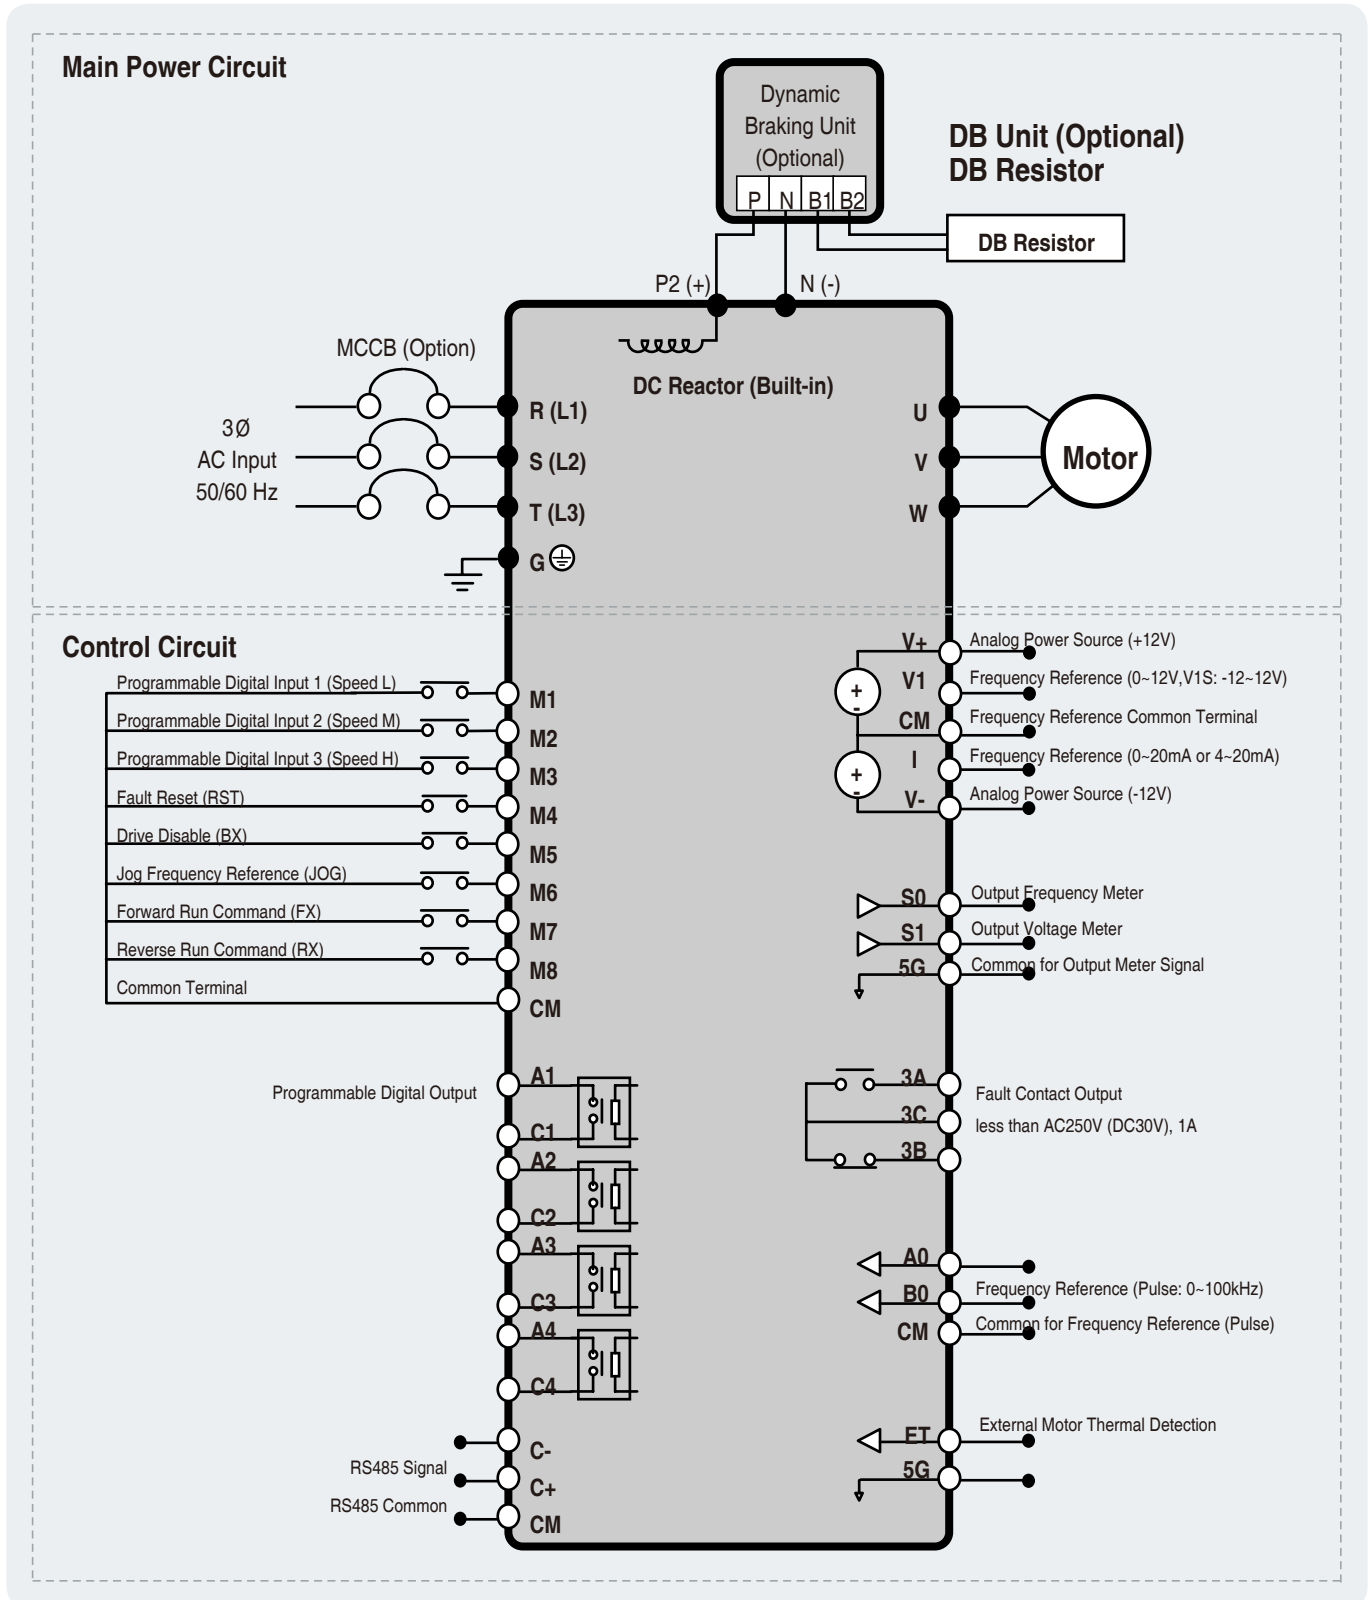 Main Power Circuit
Dynamic
Braking Unit
(Optional)
P N B1 B2
DB Unit (Optional)
DB Resistor
DB Resistor
P2 (+)
N (-)
MCCB (Option)
DC Reactor (Built-in)
3Ø
AC Input
50/60 Hz
R (L1)
S (L2)
T (L3)
G
U
V
W
Motor
Control Circuit
Programmable Digital Input 1 (Speed L)
M1
Programmable Digital Input 2 (Speed M)
M2
Programmable Digital Input 3 (Speed H)
M3
Fault Reset (RST)
M4
Drive Disable (BX)
M5
Jog Frequency Reference (JOG)
M6
Forward Run Command (FX)
M7
Reverse Run Command (RX)
M8
Common Terminal
CM
V+
Analog Power Source (+12V)
+
-
V1
Frequency Reference (0~12V,V1S: -12~12V)
CM
Frequency Reference Common Terminal
+
-
I
Frequency Reference (0~20mA or 4~20mA)
V-
Analog Power Source (-12V)
S0
Output Frequency Meter
S1
Output Voltage Meter
5G
Common for Output Meter Signal
Programmable Digital Output
A1
C1
A2
C2
A3
C3
A4
C4
3A
Fault Contact Output
3C
less than AC250V (DC30V), 1A
3B
A0
B0
Frequency Reference (Pulse: 0~100kHz)
CM
Common for Frequency Reference (Pulse)
ET
External Motor Thermal Detection
5G
C-
RS485 Signal
C+
RS485 Common
CM